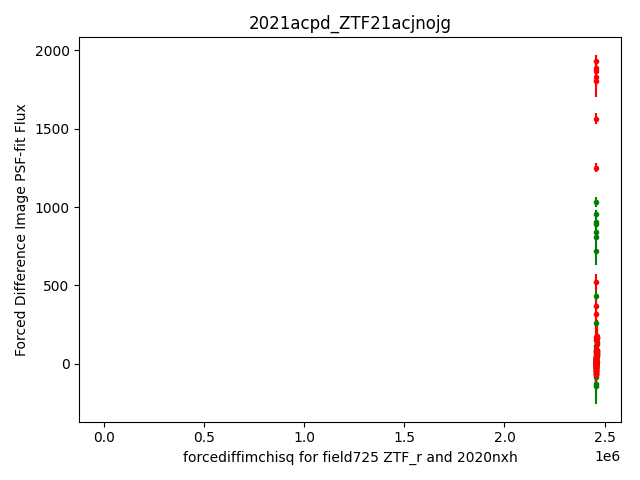 2021acpd_ZTF21acjnojg
Forced Difference Image PSF-fit Flux
2000
1500
1000
500
0
0.0 0.5 1.0 1.5 2.0 2.5
1e6
forcediffimchisq for field725 ZTF_r and 2020nxh